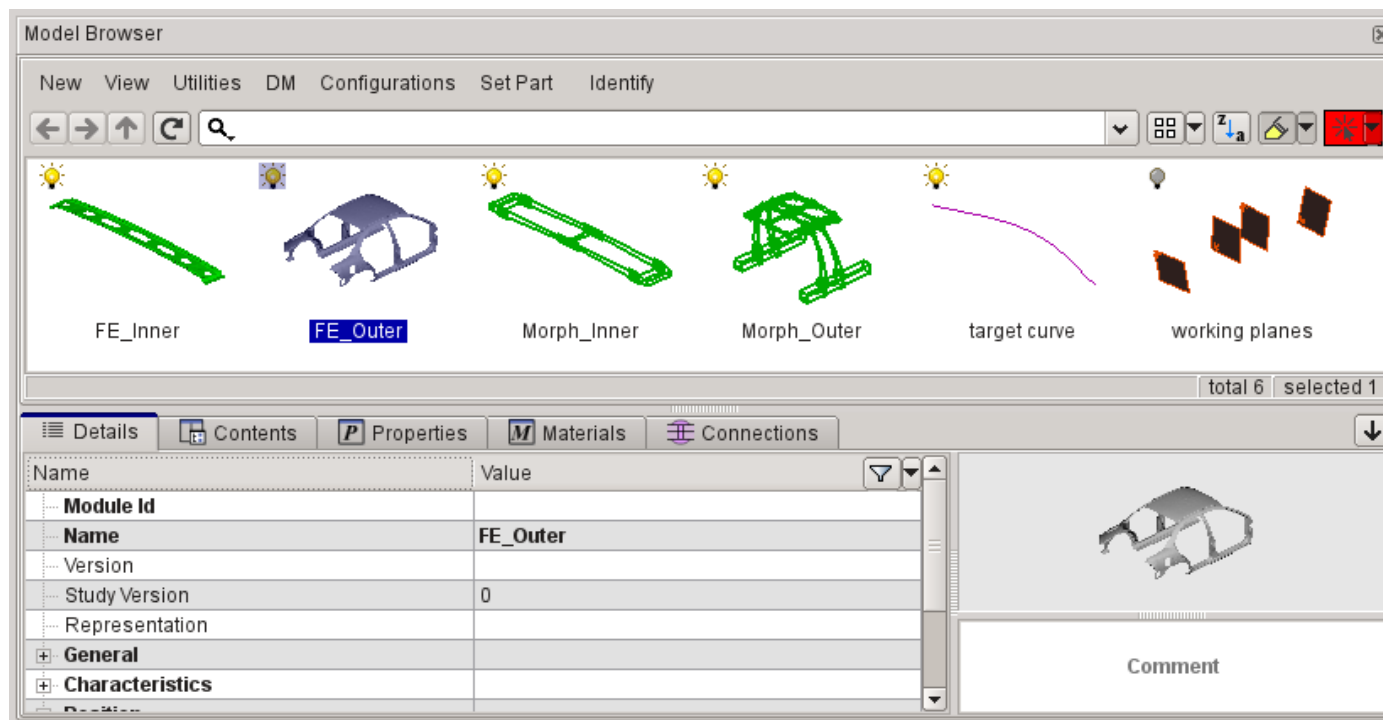 Model Browser
New View Utilities DM Configurations Set Part Identify
z a
FE_Inner FE_Outer Morph_Inner Morph_Outer target curve working planes
total 6 selected 1
Details Contents P Properties M Materials Connections
Name Value
Module Id
Name FE_Outer
Version
Study Version 0
Representation
General
Characteristics
Position
Comment